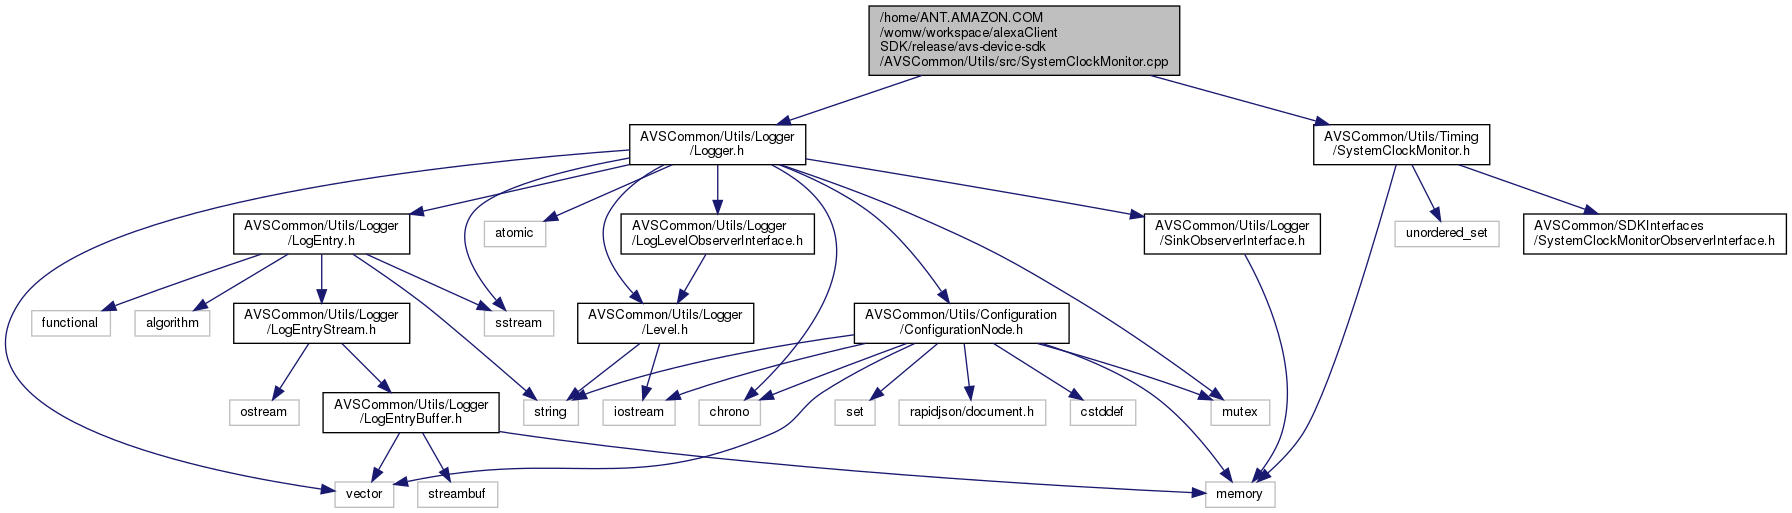 /home/ANT.AMAZON.COM
/womw/workspace/alexaClient
SDK/release/avs-device-sdk
/AVSCommon/Utils/src/SystemClockMonitor.cpp
AVSCommon/Utils/Logger
/Logger.h
AVSCommon/Utils/Timing
/SystemClockMonitor.h
AVSCommon/Utils/Logger
/LogEntry.h
atomic
AVSCommon/Utils/Logger
/LogLevelObserverInterface.h
AVSCommon/Utils/Logger
/SinkObserverInterface.h
unordered_set
AVSCommon/SDKInterfaces
/SystemClockMonitorObserverInterface.h
functional
algorithm
AVSCommon/Utils/Logger
/LogEntryStream.h
sstream
AVSCommon/Utils/Logger
/Level.h
AVSCommon/Utils/Configuration
/ConfigurationNode.h
ostream
AVSCommon/Utils/Logger
/LogEntryBuffer.h
string
iostream
chrono
set
rapidjson/document.h
cstddef
mutex
vector
streambuf
memory